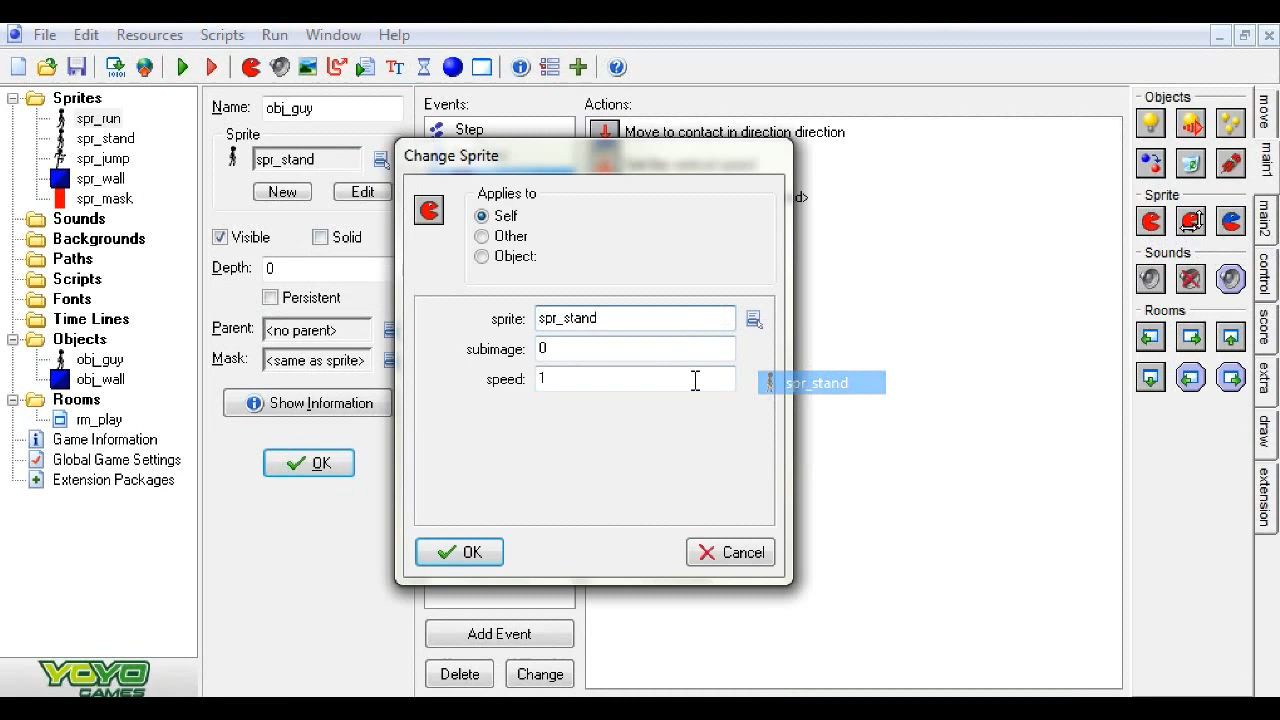 File Edit Resources Scripts Run Window Help
Sprites
spr_run
spr_stand
spr_jump
spr_wall
spr_mask
Sounds
Backgrounds
Paths
Scripts
Fonts
Time Lines
Objects
obj_guy
obj_wall
Rooms
rm_play
Game Information
Global Game Settings
Extension Packages
YOYO
GAMES
Name: obj_guy
Sprite
spr_stand
New Edit
Visible Solid
Depth: 0
Persistent
Parent: <no parent>
Mask: <same as sprite>
Show Information
OK
Events:
Step
Add Event
Delete Change
Actions:
Move to contact in direction direction
Change Sprite
Applies to
Self
Other
Object:
sprite: spr_stand
subimage: 0
speed: 1
spr_stand
OK Cancel
Objects
Sprite
Sounds
Rooms
move
main1
main2
control
score
extra
draw
extension